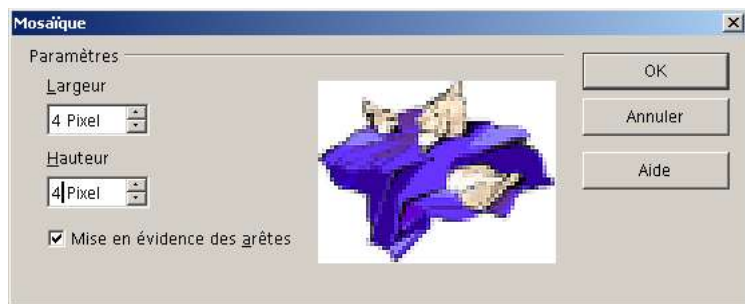 Mosaïque
Paramètres
Largeur
4 Pixel
Hauteur
4 Pixel
Mise en évidence des arêtes
OK
Annuler
Aide